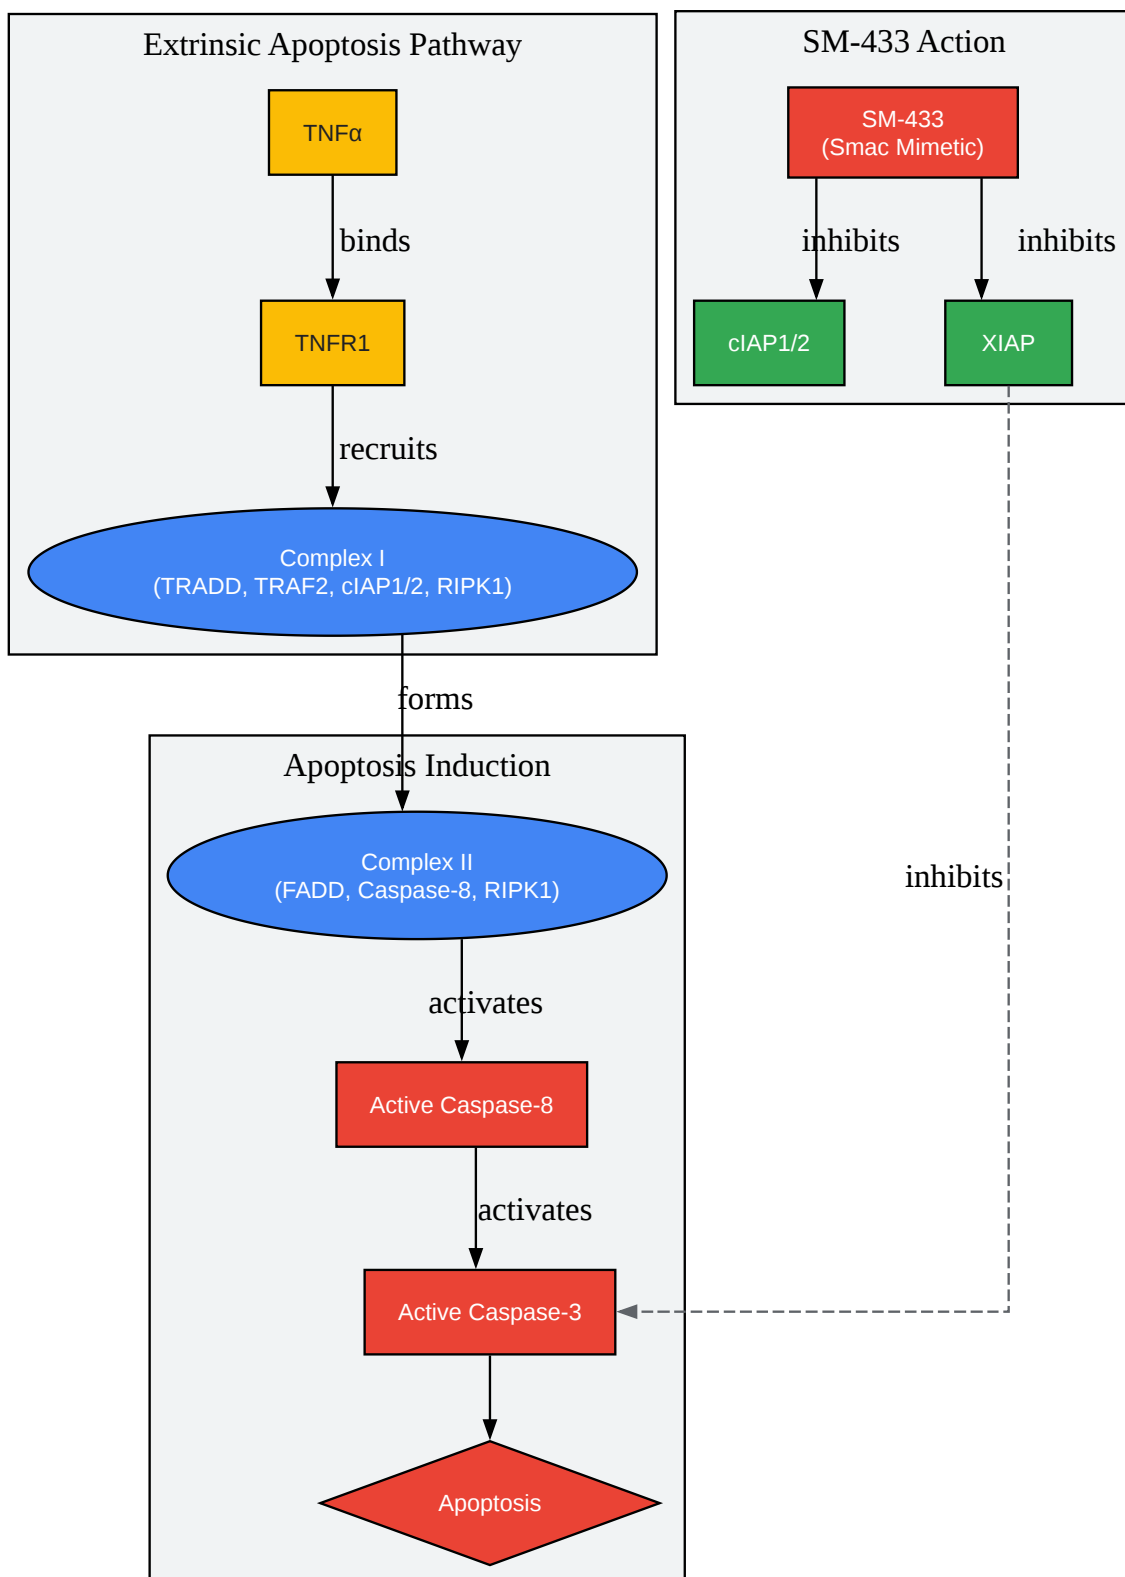 Extrinsic Apoptosis Pathway
TNFα
binds
TNFR1
recruits
Complex I
(TRADD, TRAF2, cIAP1/2, RIPK1)
forms
SM-433 Action
SM-433
(Smac Mimetic)
inhibits
inhibits
cIAP1/2
XIAP
inhibits
Apoptosis Induction
Complex II
(FADD, Caspase-8, RIPK1)
activates
Active Caspase-8
activates
Active Caspase-3
Apoptosis